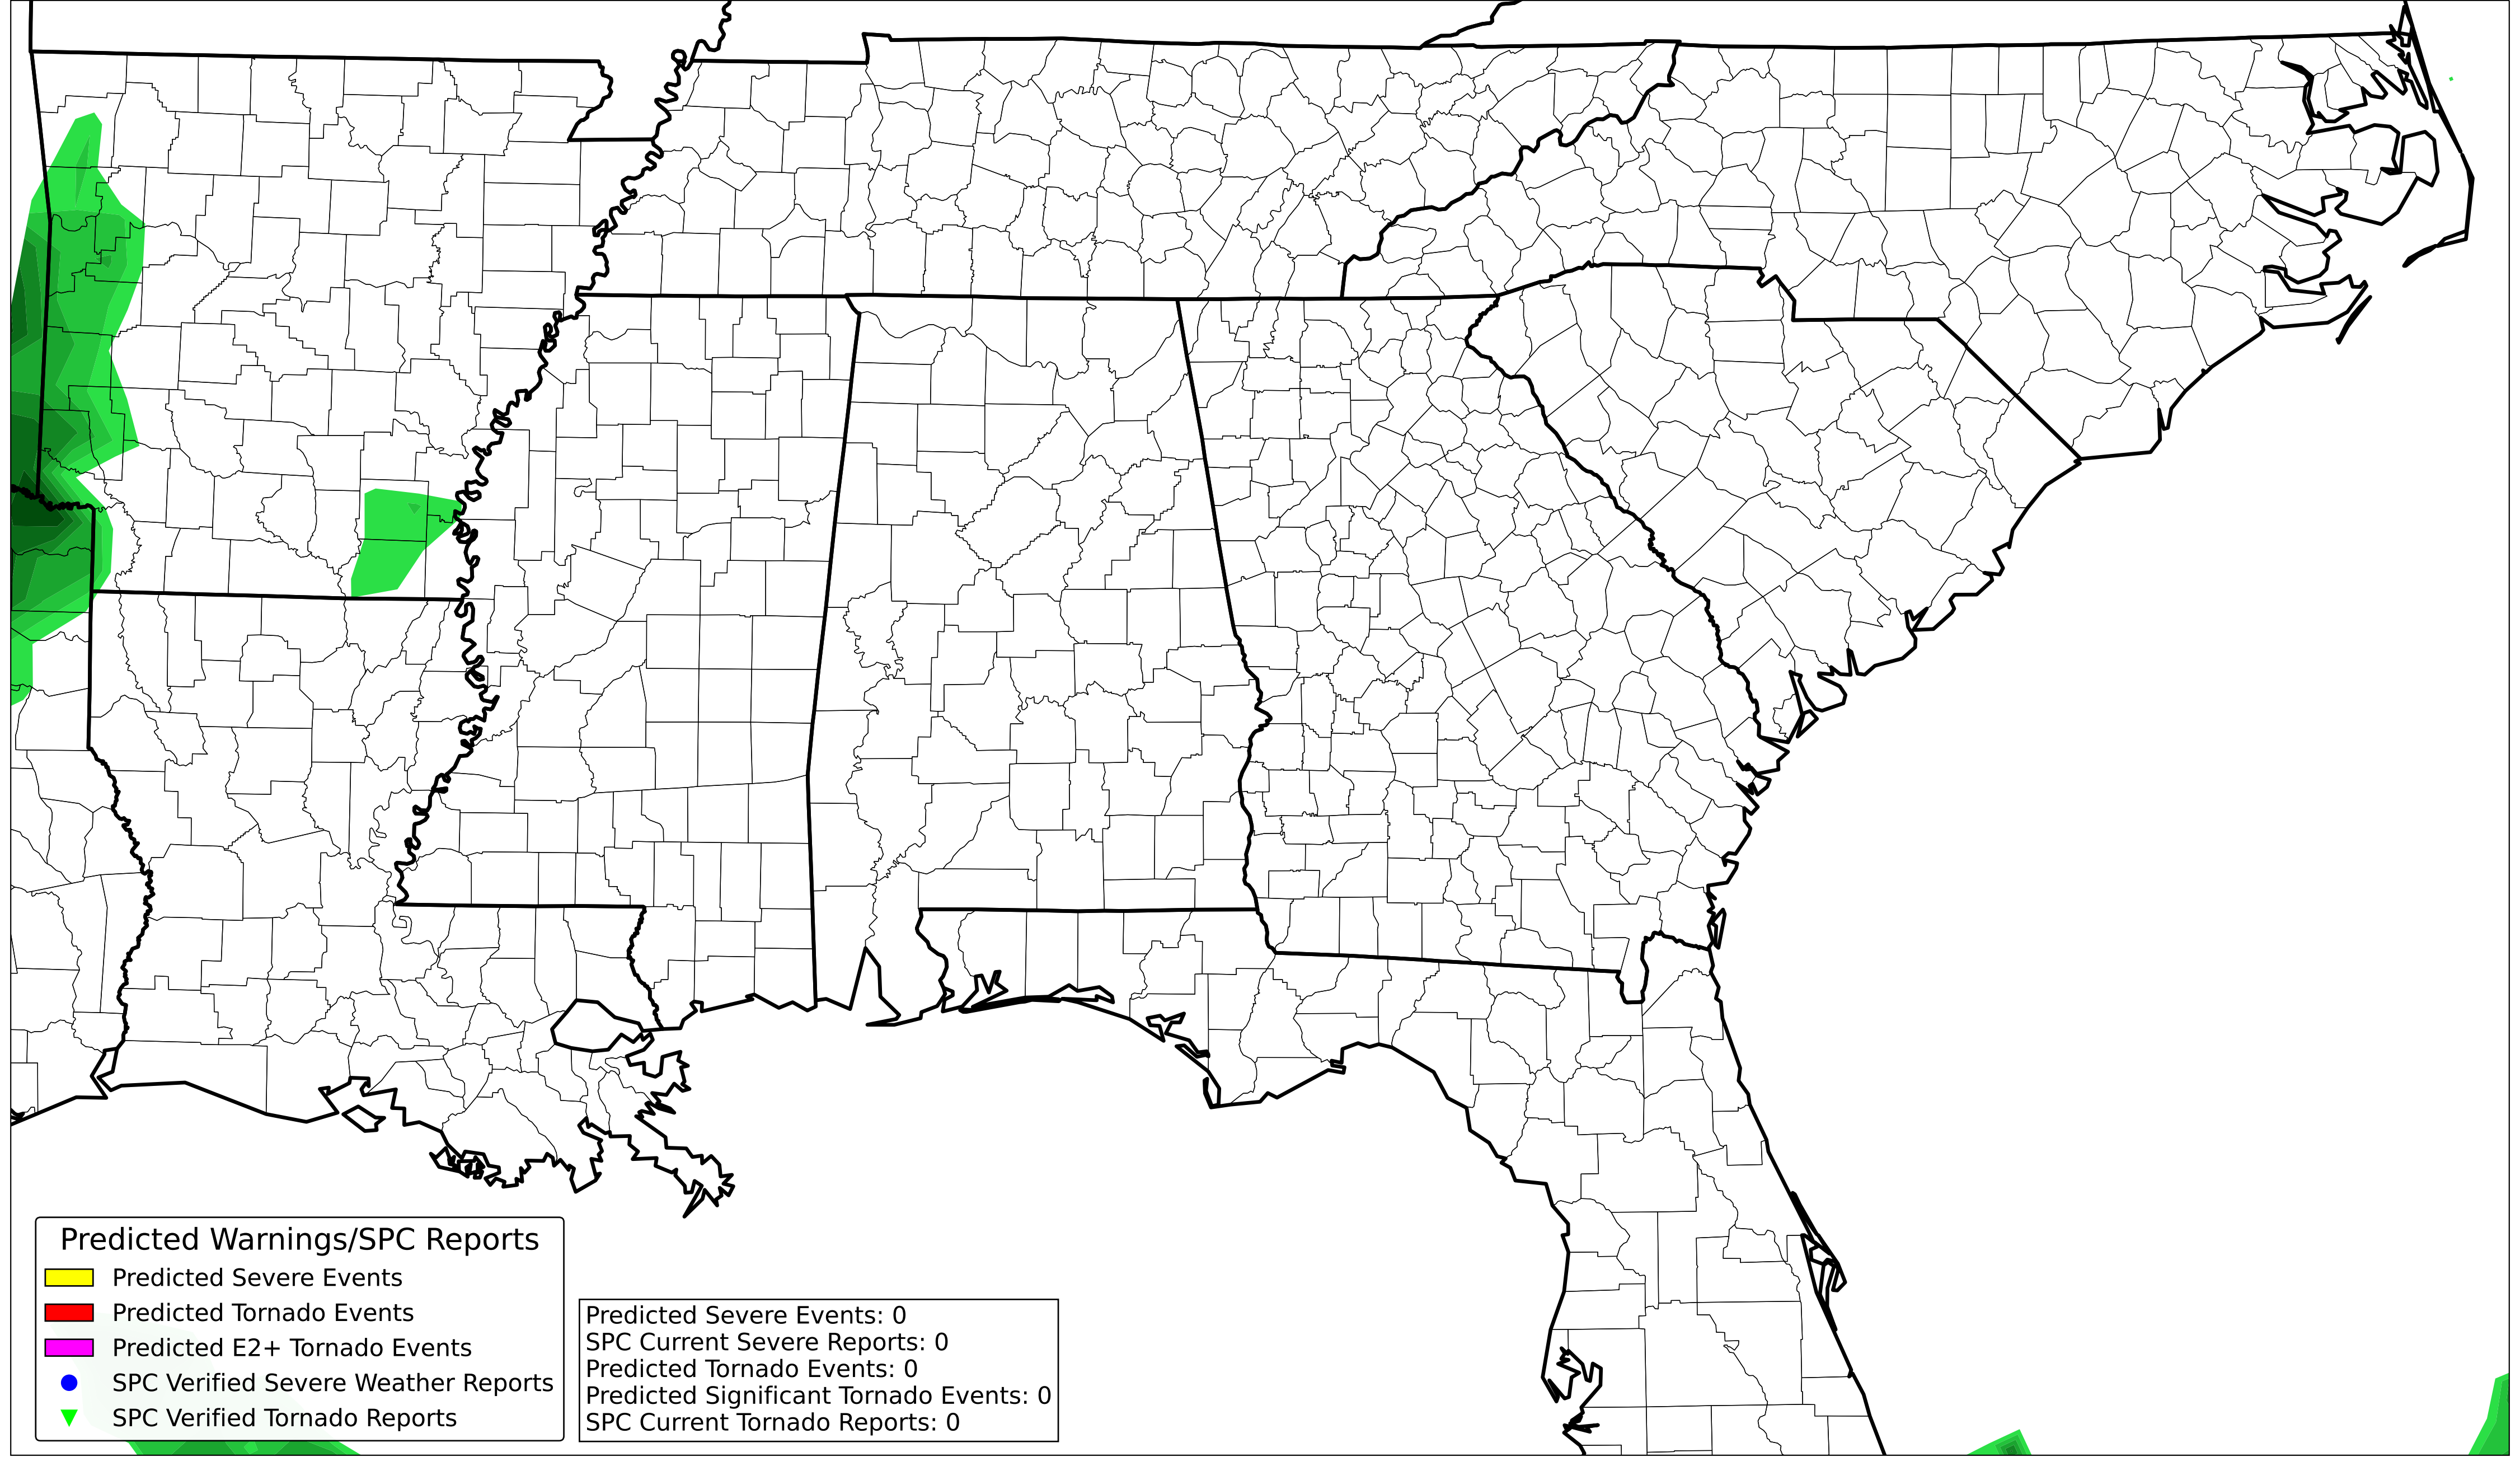 Predicted Warnings/SPC Reports
Predicted Severe Events
Predicted Tornado Events
Predicted E2+ Tornado Events
SPC Verified Severe Weather Reports
SPC Verified Tornado Reports
Predicted Severe Events: 0
SPC Current Severe Reports: 0
Predicted Tornado Events: 0
Predicted Significant Tornado Events: 0
SPC Current Tornado Reports: 0